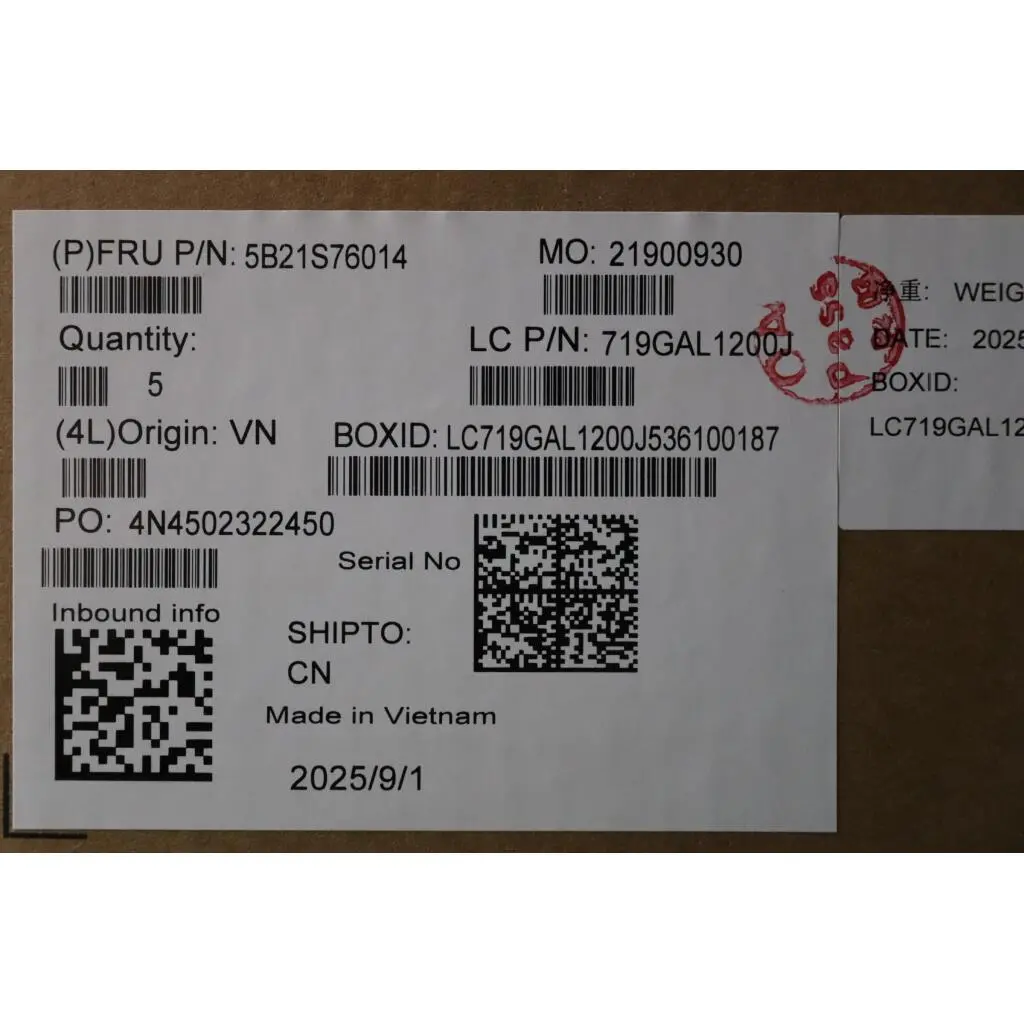 (P)FRU P/N: 5B21S76014
MO: 21900930
Quantity:
5
LC P/N: 719GAL1200J
(4L)Origin: VN
BOXID: LC719GAL1200J536100187
PO: 4N4502322450
Serial No
Inbound info
SHIPTO:
CN
Made in Vietnam
2025/9/1
净重: WEIG
DATE: 2025
BOXID:
LC719GAL12
pass